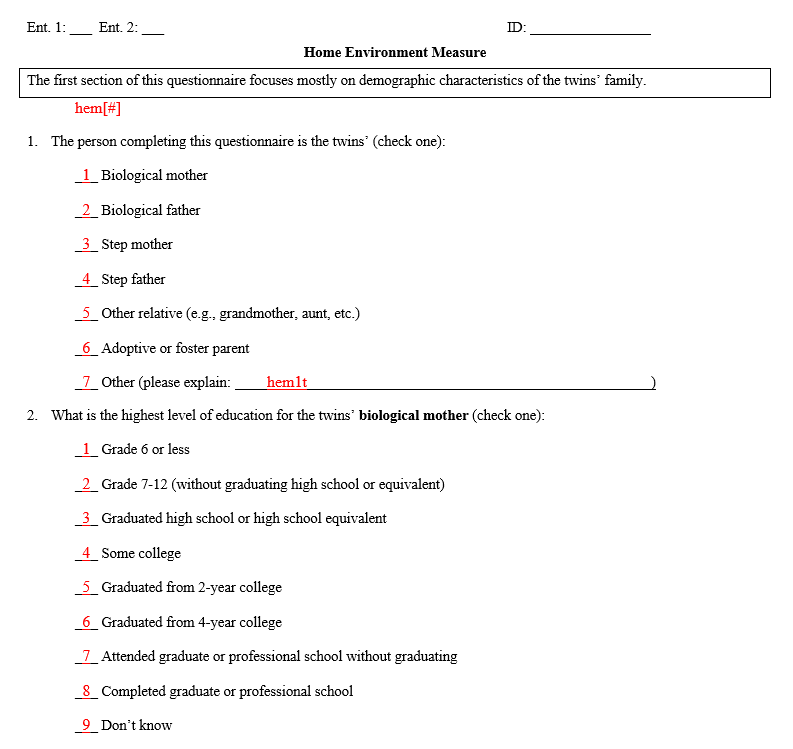 Ent. 1: ___ Ent. 2: ___ ID: ________________
Home Environment Measure
The first section of this questionnaire focuses mostly on demographic characteristics of the twins’ family.
hem[#]
1. The person completing this questionnaire is the twins’ (check one):
_1_ Biological mother
_2_ Biological father
_3_ Step mother
_4_ Step father
_5_ Other relative (e.g., grandmother, aunt, etc.)
_6_ Adoptive or foster parent
_7_ Other (please explain: ____hem1t______________________________________________)
2. What is the highest level of education for the twins’ biological mother (check one):
_1_ Grade 6 or less
_2_ Grade 7-12 (without graduating high school or equivalent)
_3_ Graduated high school or high school equivalent
_4_ Some college
_5_ Graduated from 2-year college
_6_ Graduated from 4-year college
_7_ Attended graduate or professional school without graduating
_8_ Completed graduate or professional school
_9_ Don’t know